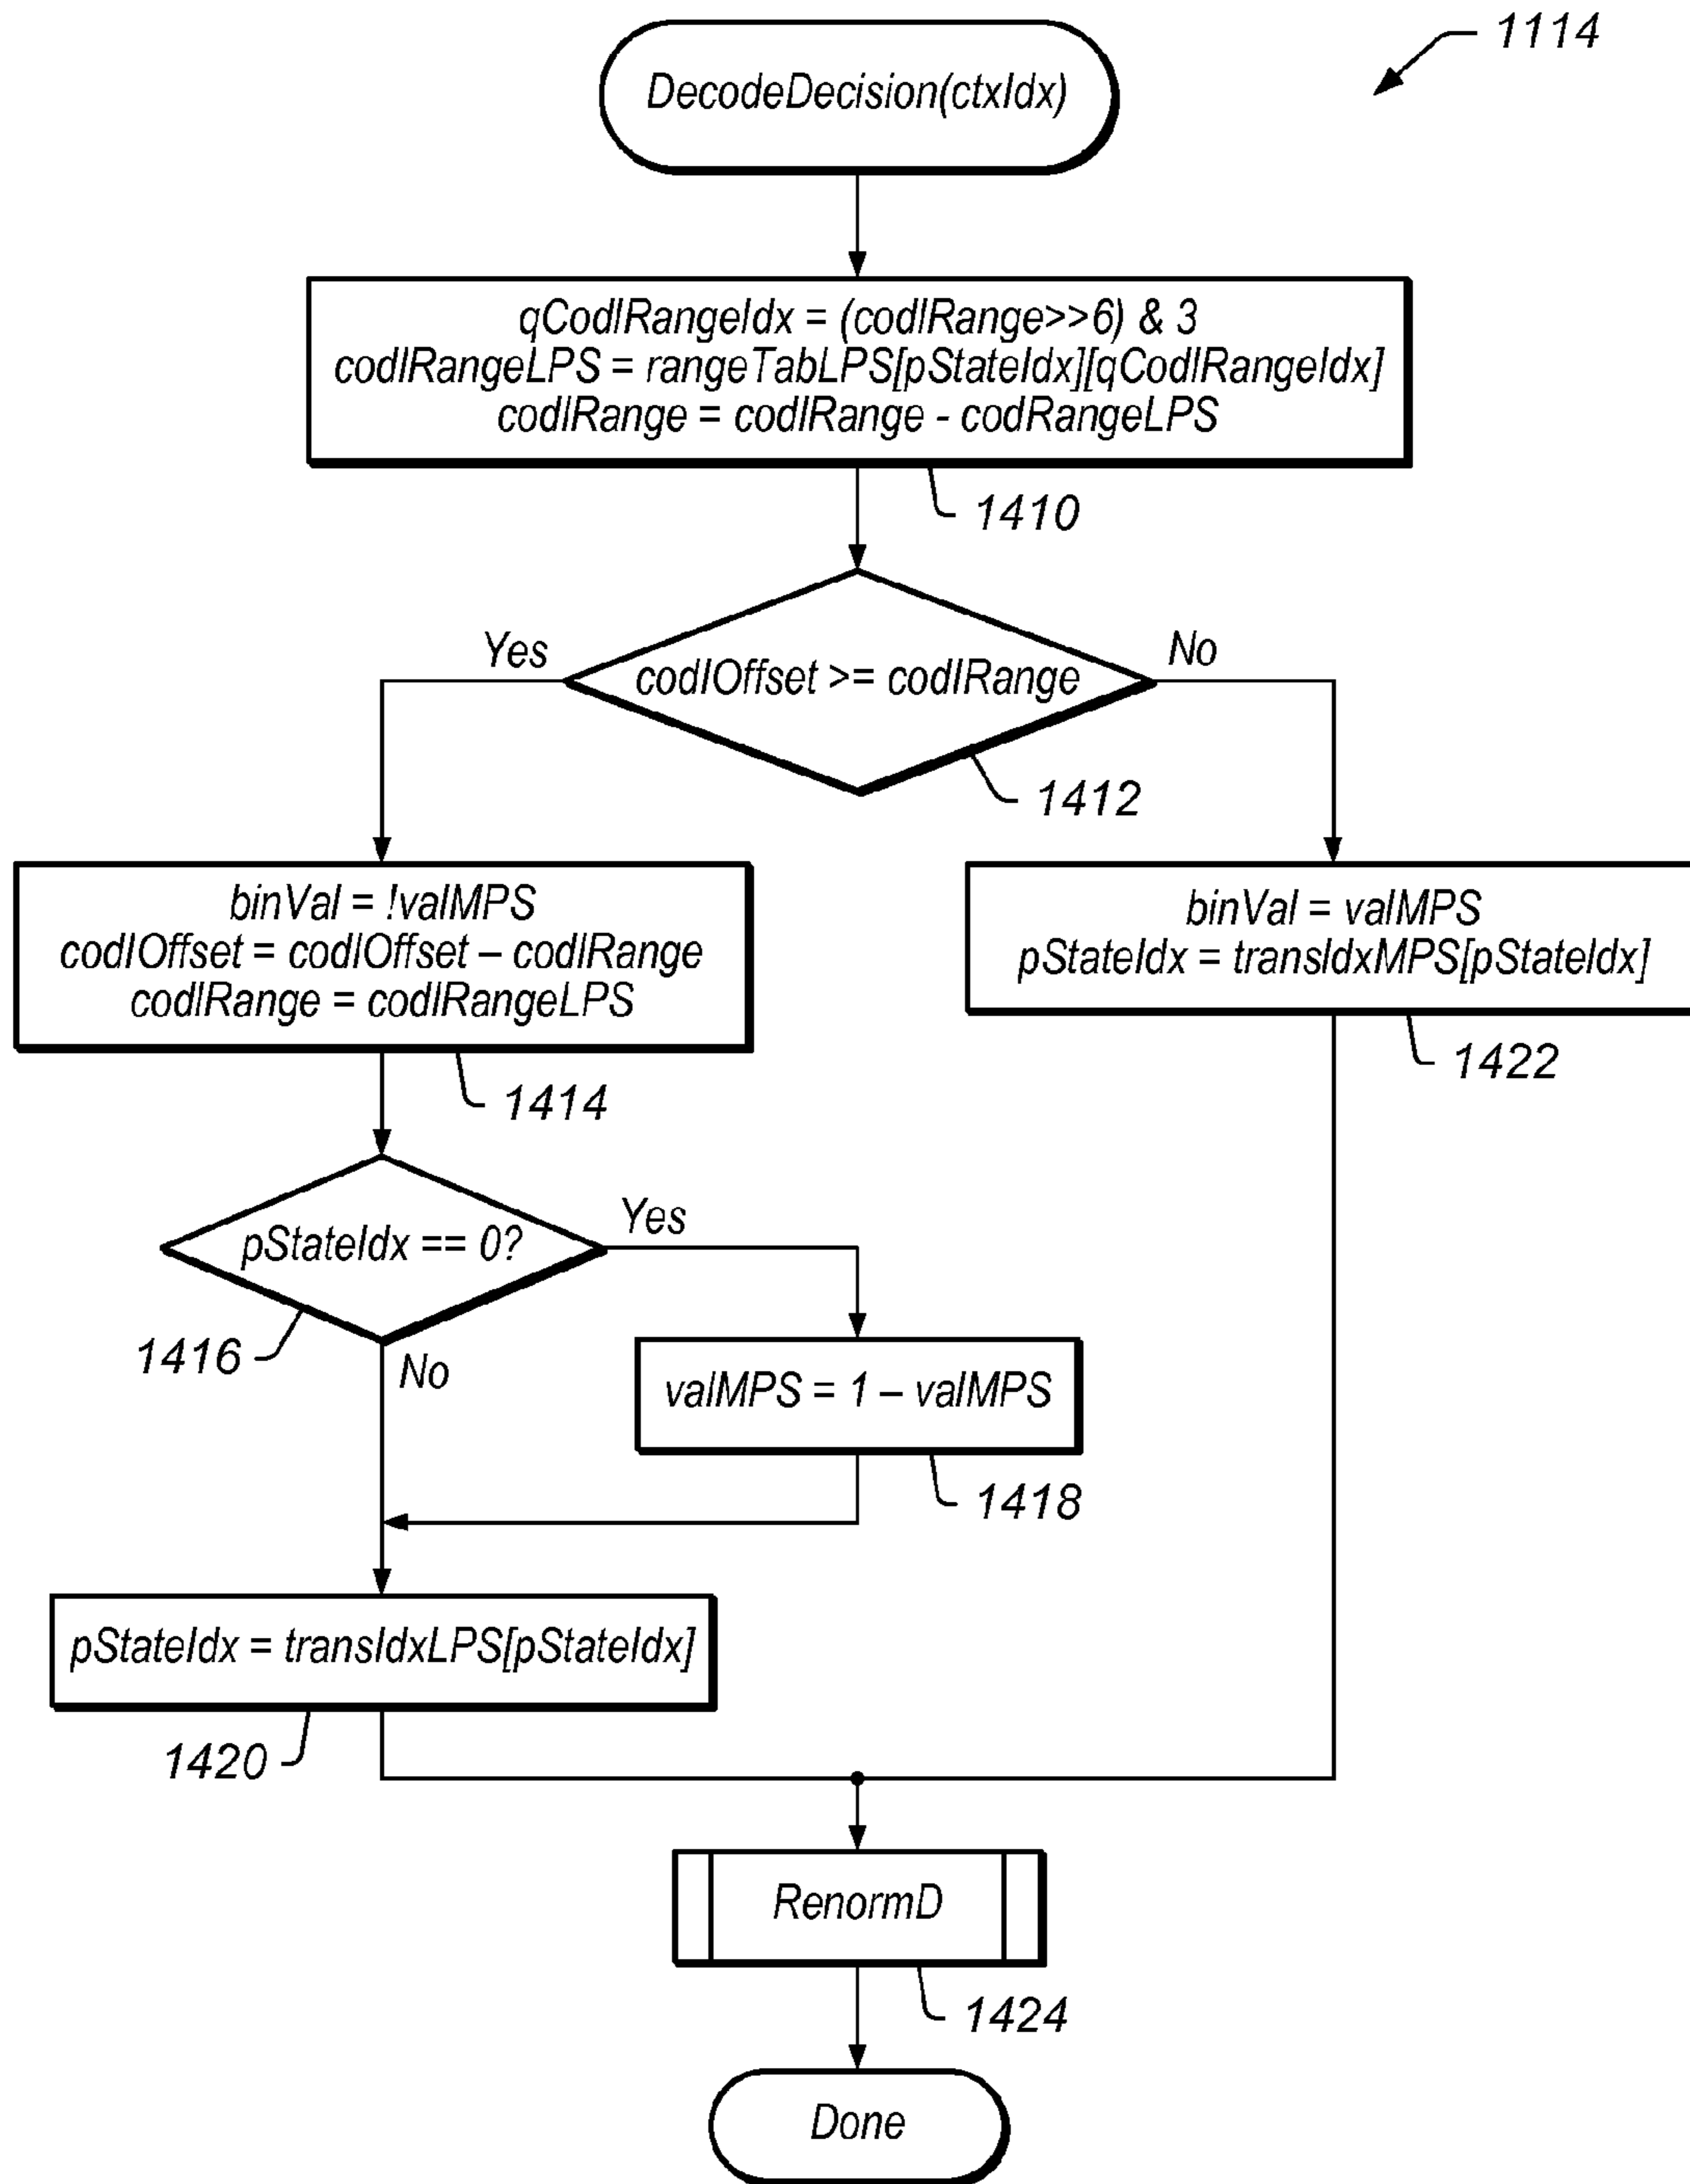 1114
DecodeDecision(ctxIdx)
qCodIRangeIdx = (codIRange>>6) & 3
codIRangeLPS = rangeTabLPS[pStateIdx][qCodIRangeIdx]
codIRange = codIRange - codRangeLPS
1410
Yes
codIOffset >= codIRange
No
1412
binVal = !valMPS
codIOffset = codIOffset – codIRange
codIRange = codIRangeLPS
1414
binVal = valMPS
pStateIdx = transIdxMPS[pStateIdx]
1422
pStateIdx == 0?
Yes
1416
No
valMPS = 1 – valMPS
1418
pStateIdx = transIdxLPS[pStateIdx]
1420
RenormD
1424
Done